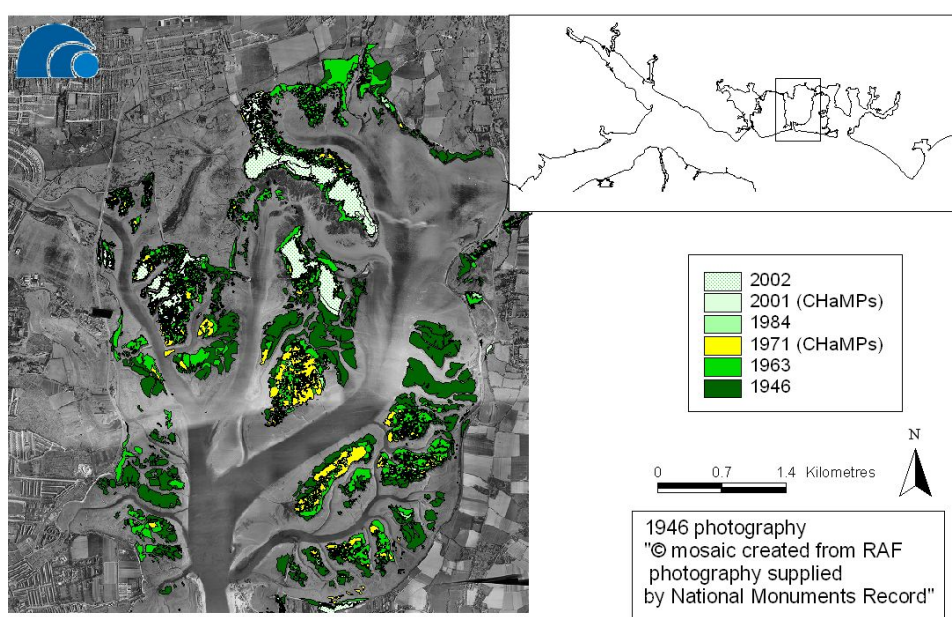 2002
2001 (CHaMPs)
1984
1971 (CHaMPs)
1963
1946
N
0 0.7 1.4 Kilometres
1946 photography
"© mosaic created from RAF
photography supplied
by National Monuments Record"